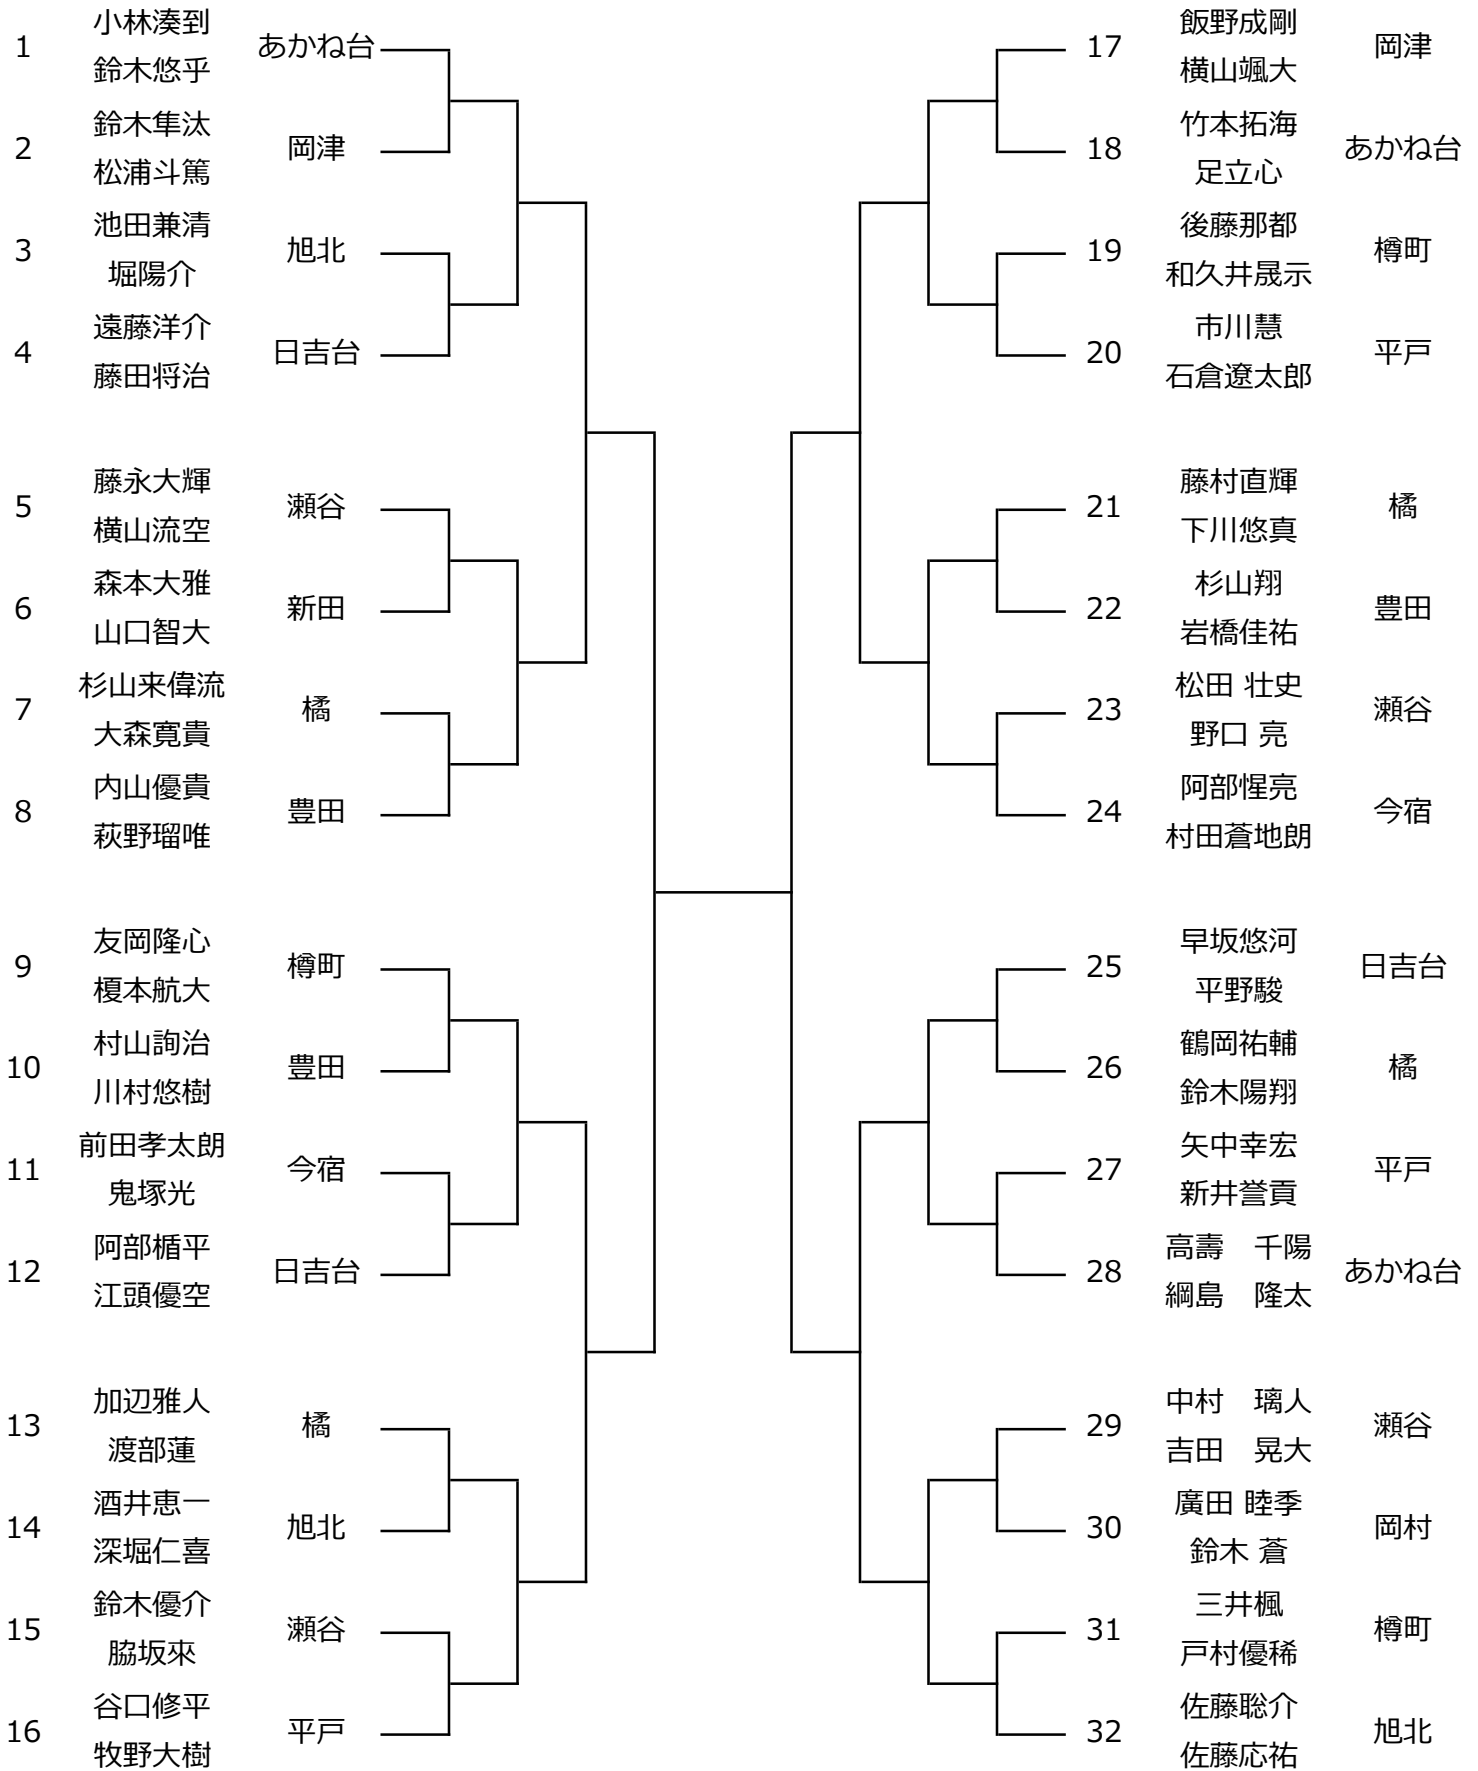 小林湊到
1 あかね台
鈴木悠乎
鈴木隼汰
2 岡津
松浦斗篤
池田兼清
3 旭北
堀陽介
遠藤洋介
4 日吉台
藤田将治
藤永大輝
5 瀬谷
横山流空
森本大雅
6 新田
山口智大
杉山来偉流
7 橘
大森寛貴
内山優貴
8 豊田
萩野瑠唯
友岡隆心
9 樽町
榎本航大
村山詢治
10 豊田
川村悠樹
前田孝太朗
11 今宿
鬼塚光
阿部楯平
12 日吉台
江頭優空
加辺雅人
13 橘
渡部蓮
酒井恵一
14 旭北
深堀仁喜
鈴木優介
15 瀬谷
脇坂來
谷口修平
16 平戸
牧野大樹
飯野成剛
17 岡津
横山颯大
竹本拓海
18 あかね台
足立心
後藤那都
19 樽町
和久井晟示
市川慧
20 平戸
石倉遼太郎
藤村直輝
21 橘
下川悠真
杉山翔
22 豊田
岩橋佳祐
松田 壮史
23 瀬谷
野口 亮
阿部惺亮
24 今宿
村田蒼地朗
早坂悠河
25 日吉台
平野駿
鶴岡祐輔
26 橘
鈴木陽翔
矢中幸宏
27 平戸
新井誉貢
高壽　千陽
28 あかね台
綱島　隆太
中村　璃人
29 瀬谷
吉田　晃大
廣田 睦季
30 岡村
鈴木 蒼
三井楓
31 樽町
戸村優稀
佐藤聡介
32 旭北
佐藤応祐